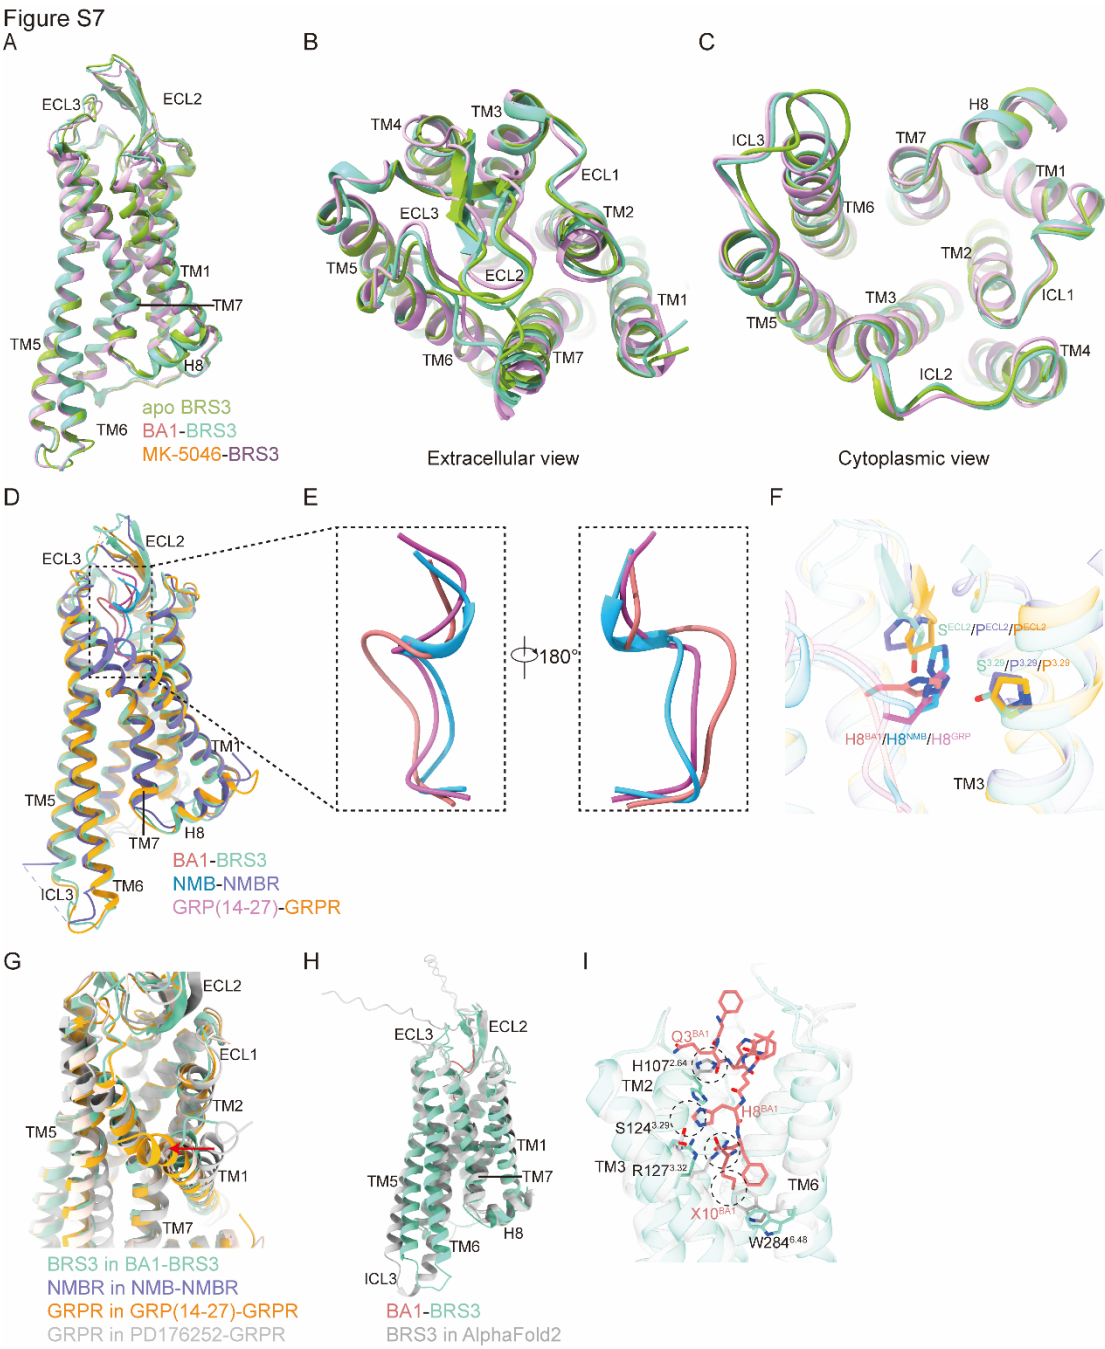 Figure S7
A
B
C
ECL3
ECL2
TM1
TM7
TM5
H8
TM6
apo BRS3
BA1-BRS3
MK-5046-BRS3
TM4
TM3
ECL1
ECL3
TM2
TM5
ECL2
TM1
TM6
TM7
Extracellular view
H8
ICL3
TM7
TM1
TM6
TM2
TM3
ICL1
TM5
TM4
ICL2
Cytoplasmic view
D
E
F
ECL2
ECL3
TM1
TM5
H8
TM7
ICL3
TM6
BA1-BRS3
NMB-NMBR
GRP(14-27)-GRPR
180°
S^ECL2/P^ECL2/P^ECL2
S^3.29/P^3.29/P^3.29
H8^BA1/H8^NMB/H8^GRP
TM3
G
H
I
ECL2
ECL1
TM2
TM5
TM1
TM7
BRS3 in BA1-BRS3
NMBR in NMB-NMBR
GRPR in GRP(14-27)-GRPR
GRPR in PD176252-GRPR
ECL3
ECL2
TM1
TM5
TM7
H8
TM6
ICL3
BA1-BRS3
BRS3 in AlphaFold2
Q3^BA1
H107^2.64
TM2
H8^BA1
S124^3.29
TM3
R127^3.32
TM6
X10^BA1
W284^6.48